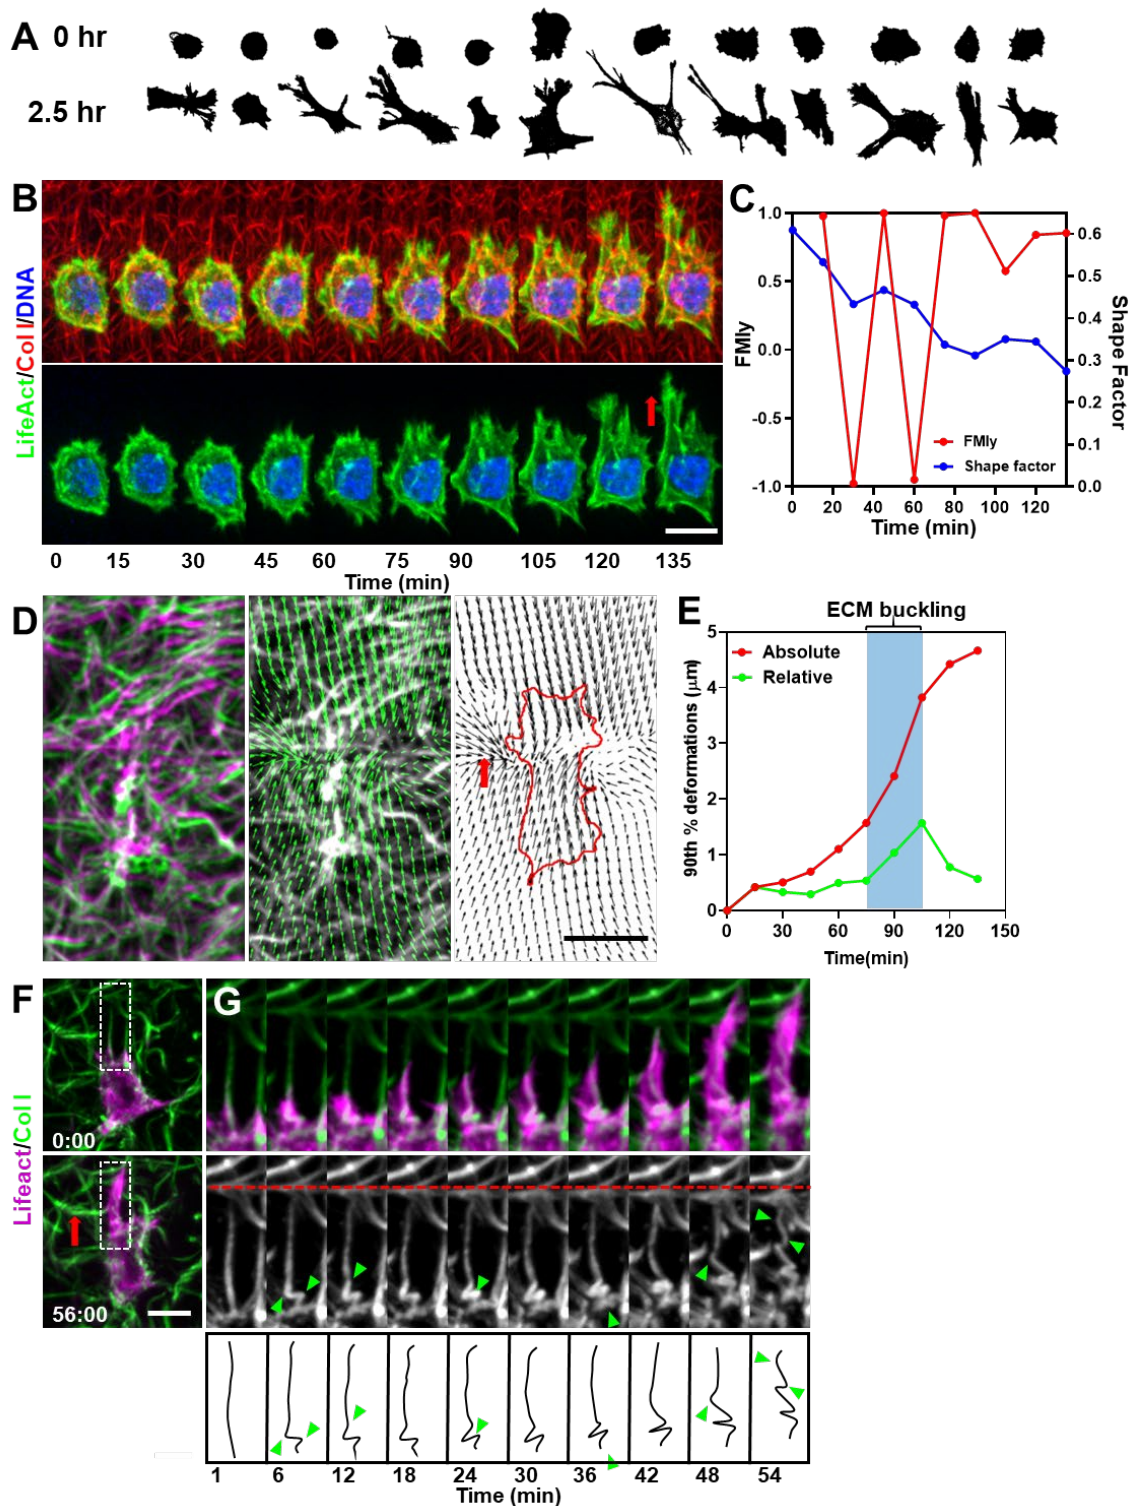 A
0 hr
2.5 hr
B
LifeAct/Col I/DNA
0 15 30 45 60 75 90 105 120 135
Time (min)
C
1.0
0.5
0.0
-0.5
-1.0
FMIy
0.6
0.5
0.4
0.3
0.2
0.1
0.0
Shape Factor
FMIy
Shape factor
0 20 40 60 80 100 120
Time (min)
D
E
ECM buckling
5
4
3
2
1
0
90th % deformations (μm)
Absolute
Relative
0 30 60 90 120 150
Time(min)
F
Lifeact/Col I
0:00
56:00
G
1 6 12 18 24 30 36 42 48 54
Time (min)